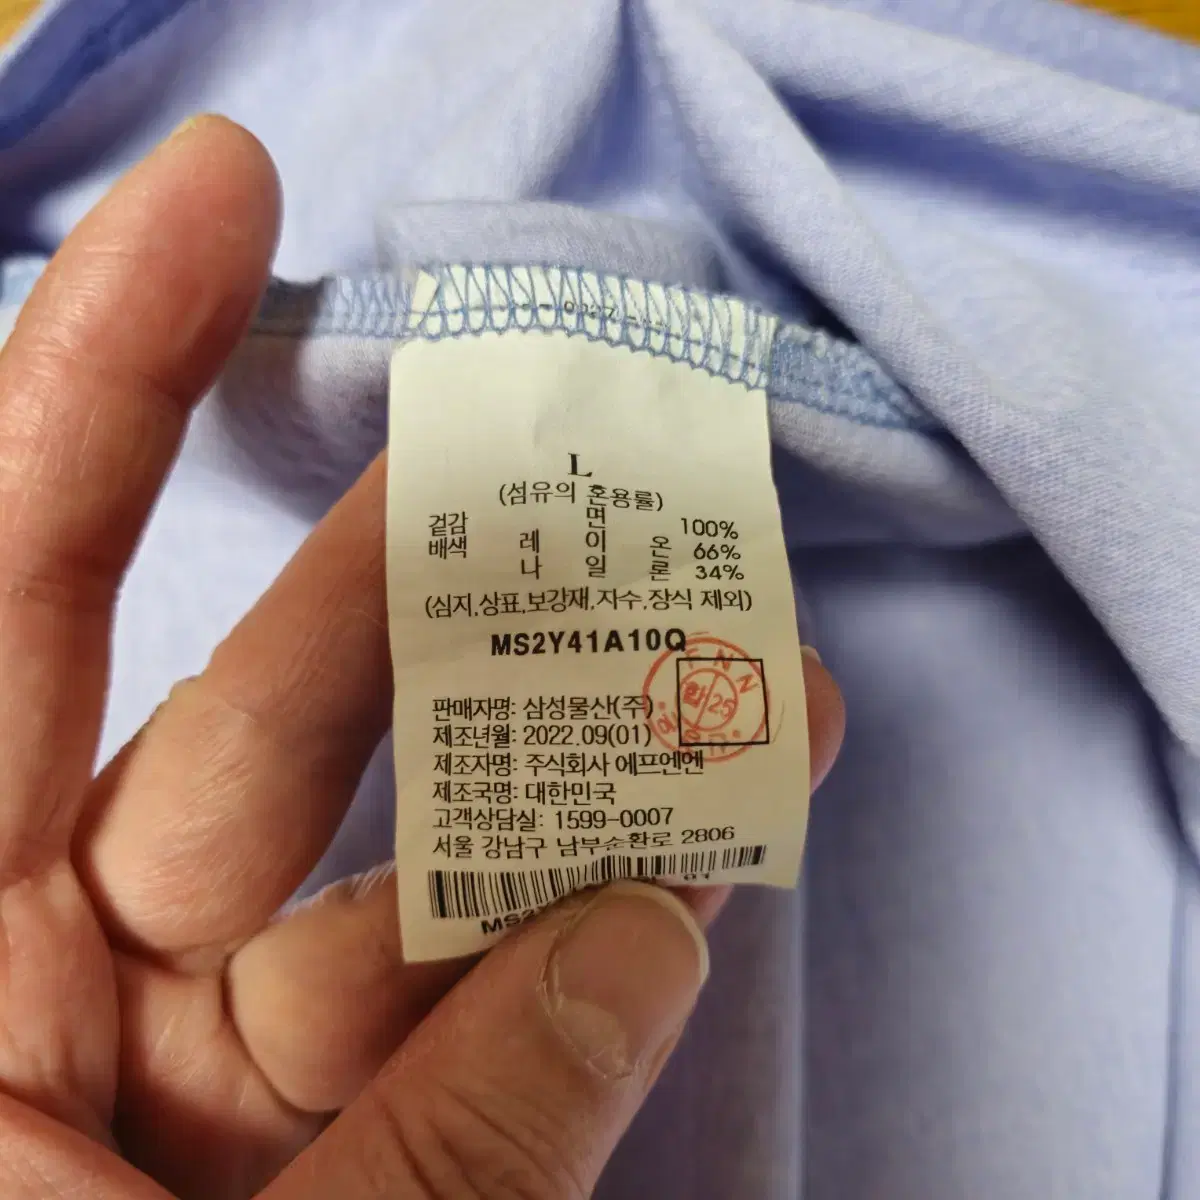 L
(섬유의 혼용률)
겉감 면 100%
배색 레 이 온 66%
나 일 론 34%
(심지,상표,보강재,자수,장식 제외)
MS2Y41A10Q
FNN
합 25
판매자명: 삼성물산(주)
제조년월: 2022.09(01)
제조자명: 주식회사 에프엔엔
제조국명: 대한민국
고객상담실: 1599-0007
서울 강남구 남부순환로 2806